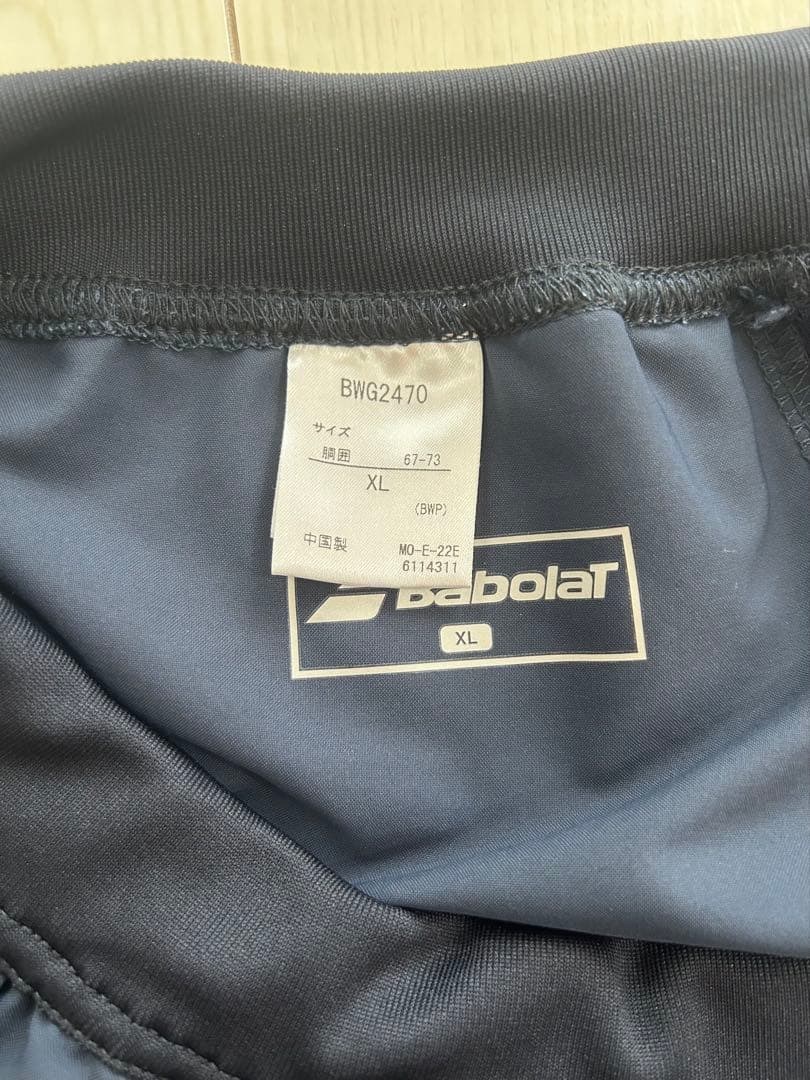 BWG2470
サイズ
胴囲 67-73
XL
(BWP)
中国製 MO-E-22E
6114311
BabolaT
XL